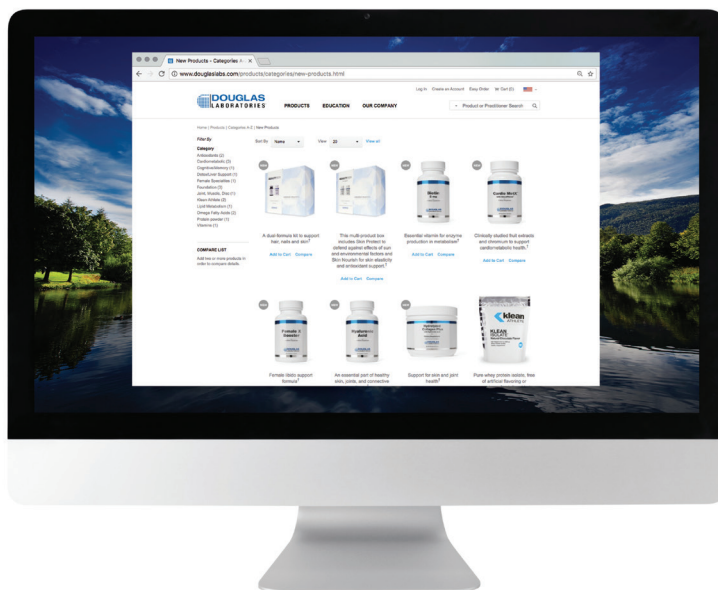 New Products - Categories A-
www.douglaslabs.com/products/categories/new-products.html
Log In Create an Account Easy Order Cart (0)
DOUGLAS
LABORATORIES
PRODUCTS EDUCATION OUR COMPANY
Product or Practitioner Search
Home | Products | Categories A-Z | New Products
Filter By
Sort By Name View 20 View all
Category
Antioxidants (2)
Cardiometabolic (3)
Cognitive/Memory (1)
Detox/Liver Support (1)
Female Specialties (1)
Foundation (3)
Joint, Muscle, Disc (1)
Klean Athlete (2)
Lipid Metabolism (1)
Omega Fatty Acids (2)
Protein powder (1)
Vitamins (1)
COMPARE LIST
Add two or more products in
order to compare details.
A dual-formula kit to support
hair, nails and skin†
Add to Cart Compare
This multi-product box
includes Skin Protect to
defend against effects of sun
and environmental factors and
Skin Nourish for skin elasticity
and antioxidant support.‡
Add to Cart Compare
Biotin
Essential vitamin for enzyme
production in metabolism†
Add to Cart Compare
Clinically studied fruit extracts
and chromium to support
cardiometabolic health.†
Add to Cart Compare
Female libido support
formula†
Hyaluronic
Acid
An essential part of healthy
skin, joints, and connective
Collagen Plus
Support for skin and joint
health†
klean
ATHLETE
KLEAN
ISOLATE
Pure whey protein isolate, free
of artificial flavoring or